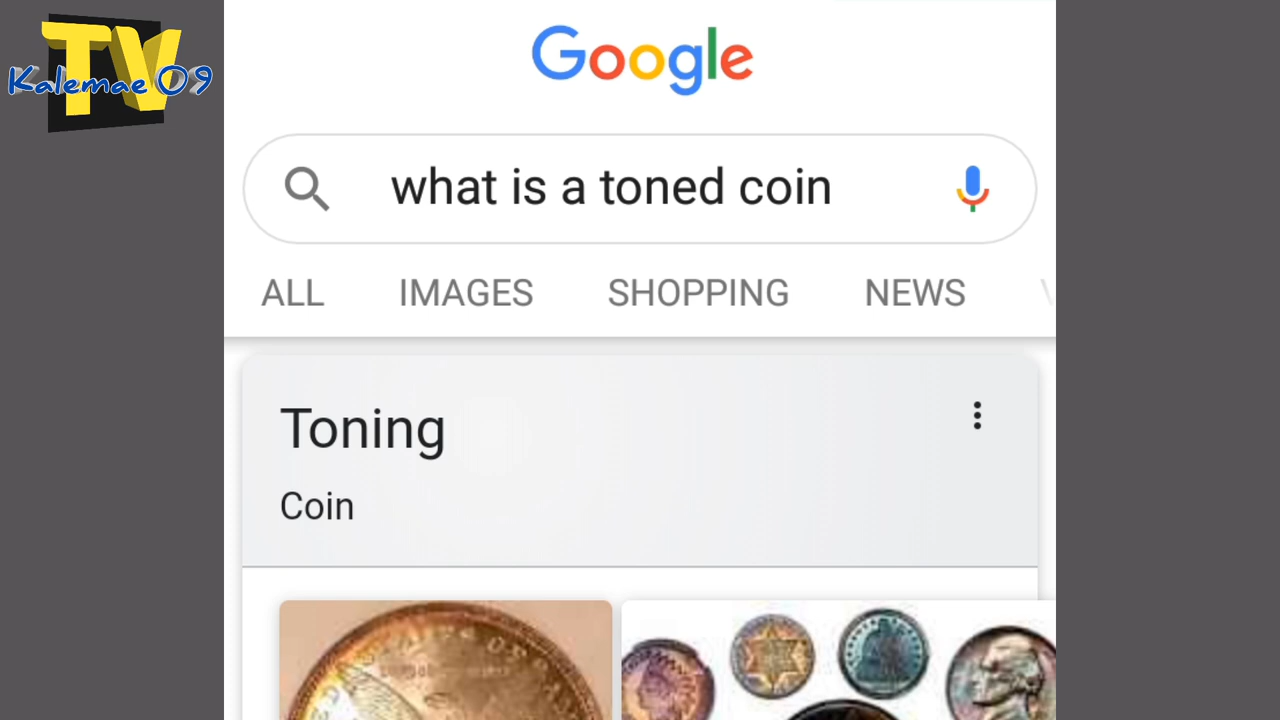 TV
Kalemae 09
Google
what is a toned coin
ALL IMAGES SHOPPING NEWS
Toning
Coin